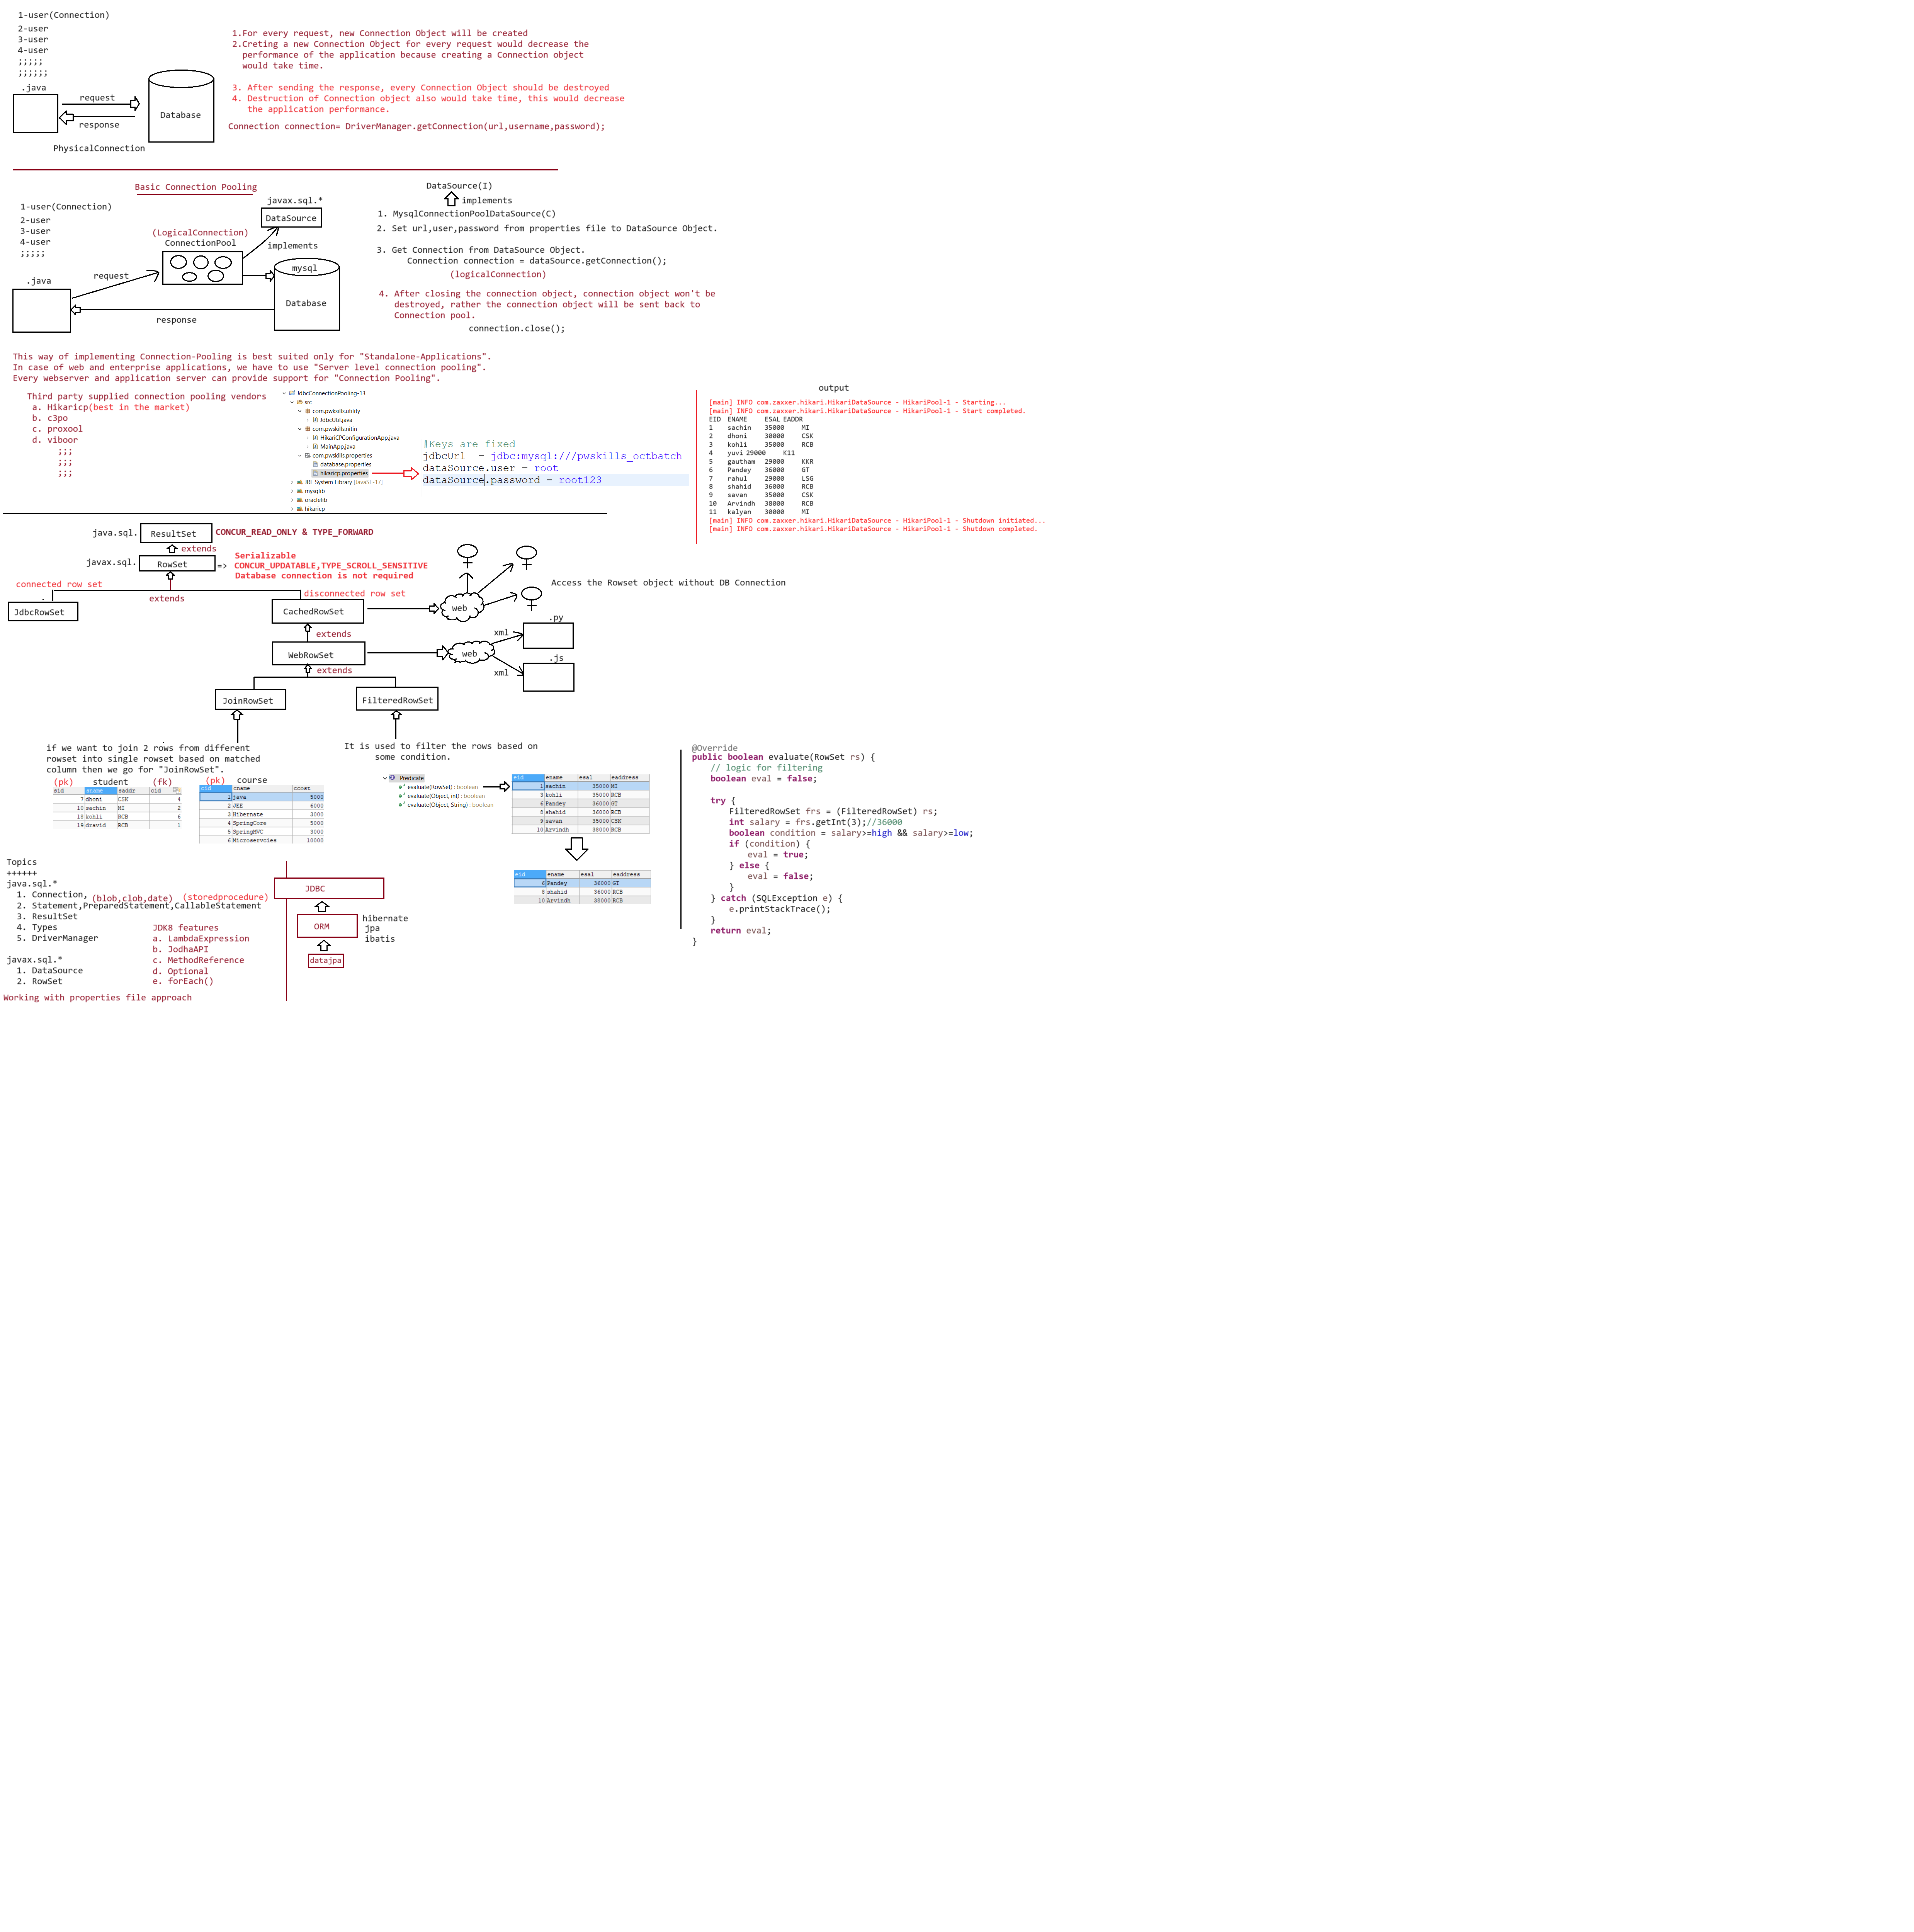 1-user(Connection)
2-user
3-user
4-user
;;;;;
;;;;;;
.java
request
response
Database
PhysicalConnection
1.For every request, new Connection Object will be created
2.Creting a new Connection Object for every request would decrease the
performance of the application because creating a Connection object
would take time.
3. After sending the response, every Connection Object should be destroyed
4. Destruction of Connection object also would take time, this would decrease
the application performance.
Connection connection= DriverManager.getConnection(url,username,password);
Basic Connection Pooling
1-user(Connection)
2-user
3-user
4-user
;;;;;
.java
request
(LogicalConnection)
ConnectionPool
javax.sql.*
DataSource
implements
mysql
Database
response
DataSource(I)
implements
1. MysqlConnectionPoolDataSource(C)
2. Set url,user,password from properties file to DataSource Object.
3. Get Connection from DataSource Object.
Connection connection = dataSource.getConnection();
(logicalConnection)
4. After closing the connection object, connection object won't be
destroyed, rather the connection object will be sent back to
Connection pool.
connection.close();
This way of implementing Connection-Pooling is best suited only for "Standalone-Applications".
In case of web and enterprise applications, we have to use "Server level connection pooling".
Every webserver and application server can provide support for "Connection Pooling".
Third party supplied connection pooling vendors
a. Hikaricp(best in the market)
b. c3po
c. proxool
d. viboor
;;;
;;;
;;;
JdbcConnectionPooling-13
src
com.pwksills.utility
JdbcUtil.java
com.pwskills.nitin
HikariCPConfigurationApp.java
MainApp.java
com.pwskills.properties
database.properties
hikaricp.properties
JRE System Library [JavaSE-17]
mysqlib
oraclelib
hikaricp
#Keys are fixed
jdbcUrl = jdbc:mysql:///pwskills_octbatch
dataSource.user = root
dataSource.password = root123
output
[main] INFO com.zaxxer.hikari.HikariDataSource - HikariPool-1 - Starting...
[main] INFO com.zaxxer.hikari.HikariDataSource - HikariPool-1 - Start completed.
EID ENAME ESAL EADDR
1 sachin 35000 MI
2 dhoni 30000 CSK
3 kohli 35000 RCB
4 yuvi 29000 K11
5 gautham 29000 KKR
6 Pandey 36000 GT
7 rahul 29000 LSG
8 shahid 36000 RCB
9 savan 35000 CSK
10 Arvindh 38000 RCB
11 kalyan 30000 MI
[main] INFO com.zaxxer.hikari.HikariDataSource - HikariPool-1 - Shutdown initiated...
[main] INFO com.zaxxer.hikari.HikariDataSource - HikariPool-1 - Shutdown completed.
java.sql.
ResultSet
CONCUR_READ_ONLY & TYPE_FORWARD
extends
javax.sql.
RowSet
=>
Serializable
CONCUR_UPDATABLE,TYPE_SCROLL_SENSITIVE
Database connection is not required
connected row set
extends
disconnected row set
JdbcRowSet
CachedRowSet
web
Access the Rowset object without DB Connection
extends
WebRowSet
web
xml
.py
xml
.js
extends
JoinRowSet
FilteredRowSet
if we want to join 2 rows from different
rowset into single rowset based on matched
column then we go for "JoinRowSet".
(pk) student (fk)
sid sname saddr cid
7 dhoni CSK 4
10 sachin MI 2
18 kohli RCB 6
19 dravid RCB 1
(pk) course
cid cname ccost
1 java 5000
2 JEE 6000
3 Hibernate 3000
4 SpringCore 5000
5 SpringMVC 3000
6 Microservcies 10000
It is used to filter the rows based on
some condition.
Predicate
evaluate(RowSet) : boolean
evaluate(Object, int) : boolean
evaluate(Object, String) : boolean
eid ename esal eaddress
1 sachin 35000 MI
3 kohli 35000 RCB
6 Pandey 36000 GT
8 shahid 36000 RCB
9 savan 35000 CSK
10 Arvindh 38000 RCB
eid ename esal eaddress
6 Pandey 36000 GT
8 shahid 36000 RCB
10 Arvindh 38000 RCB
@Override
public boolean evaluate(RowSet rs) {
// logic for filtering
boolean eval = false;
try {
FilteredRowSet frs = (FilteredRowSet) rs;
int salary = frs.getInt(3);//36000
boolean condition = salary>=high && salary>=low;
if (condition) {
eval = true;
} else {
eval = false;
}
} catch (SQLException e) {
e.printStackTrace();
}
return eval;
}
Topics
++++++
java.sql.*
1. Connection,
(blob,clob,date) (storedprocedure)
2. Statement,PreparedStatement,CallableStatement
3. ResultSet
4. Types
5. DriverManager
javax.sql.*
1. DataSource
2. RowSet
JDK8 features
a. LambdaExpression
b. JodhaAPI
c. MethodReference
d. Optional
e. forEach()
Working with properties file approach
JDBC
ORM
hibernate
jpa
ibatis
datajpa